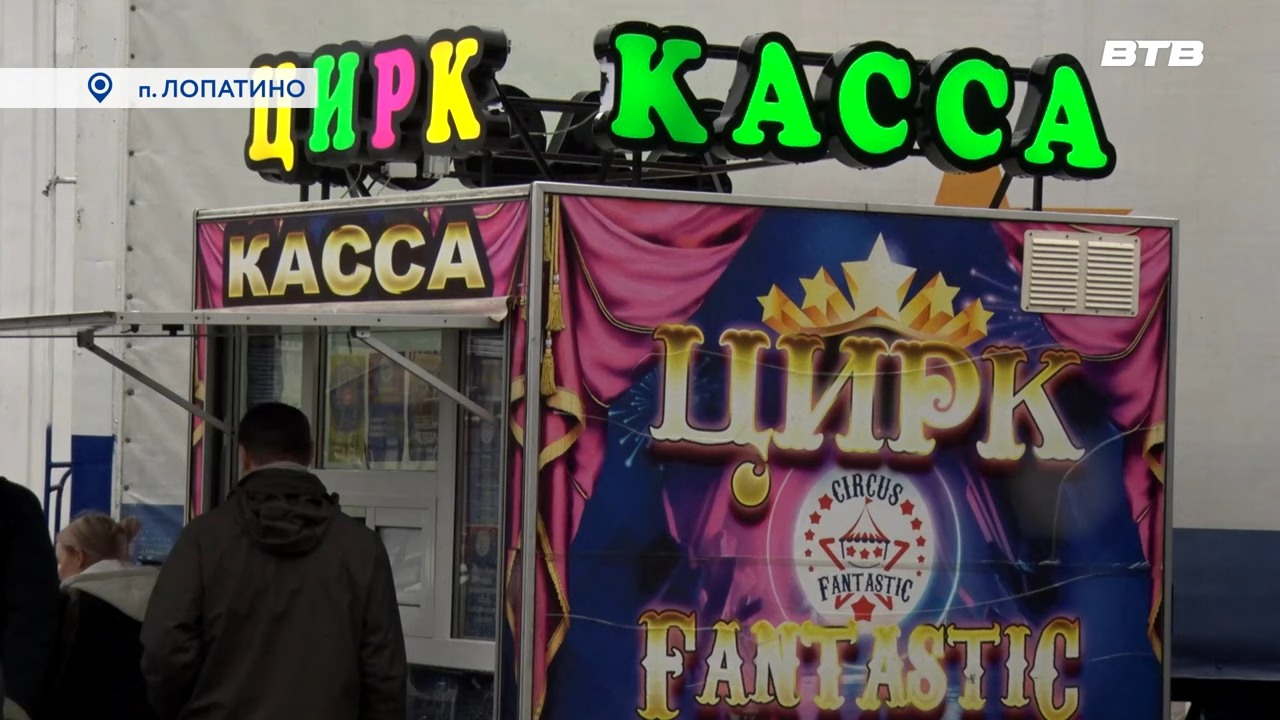 ЦИРК КАССА
ВТВ
п. ЛОПАТИНО
КАССА
ЦИРК
CIRCUS
FANTASTIC
FANTASTIC